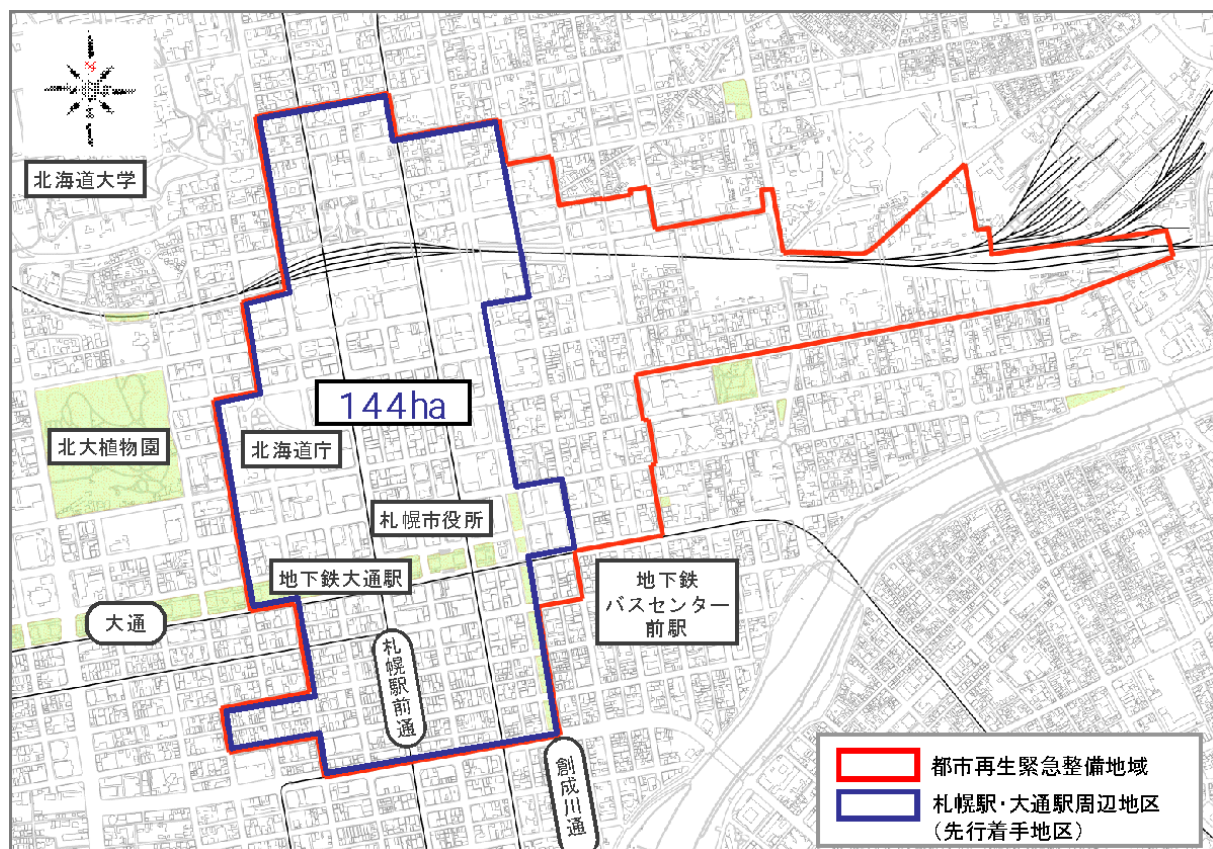 北海道大学
144ha
北大植物園
北海道庁
札幌市役所
地下鉄大通駅
大通
地下鉄
バスセンター
前駅
札幌駅前通
創成川通
都市再生緊急整備地域
札幌駅・大通駅周辺地区
(先行着手地区)